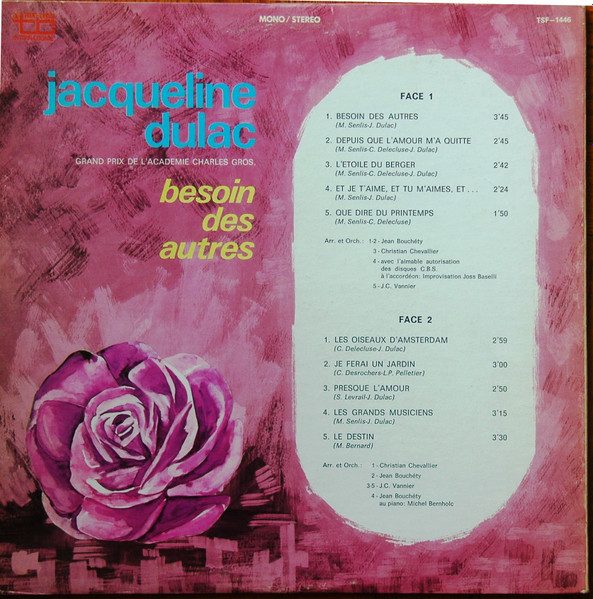 MONO/STEREO
TSF-1446
jacqueline
dulac
GRAND PRIX DE L'ACADEMIE CHARLES GROS.
besoin
des
autres
FACE 1
1. BESOIN DES AUTRES 3'45
(M. Senlis-J. Dulac)
2. DEPUIS QUE L'AMOUR M'A QUITTE 2'45
(M. Senlis-C. Delecluse-J. Dulac)
3. L'ETOILE DU BERGER 2'42
(M. Senlis-C. Delecluse-J. Dulac)
4. ET JE T'AIME, ET TU M'AIMES, ET... 2'24
(M. Senlis-J. Dulac)
5. QUE DIRE DU PRINTEMPS 1'50
(M. Senlis-C. Delecluse)
Arr. et Orch.: 1-2 - Jean Bouchéty
3 - Christian Chevallier
4 - avec l'aimable autorisation
des disques C.B.S.
à l'accordéon: Improvisation Joss Baselli
5 - J.C. Vannier
FACE 2
1. LES OISEAUX D'AMSTERDAM 2'59
(C. Delecluse-J. Dulac)
2. JE FERAI UN JARDIN 3'00
(C. Desrochers-L.P. Pelletier)
3. PRESQUE L'AMOUR 2'50
(S. Levrail-J. Dulac)
4. LES GRANDS MUSICIENS 3'15
(M. Senlis-J. Dulac)
5. LE DESTIN 3'30
(M. Bernard)
Arr. et Orch.: 1 - Christian Chevallier
2 - Jean Bouchéty
3-5 - J.C. Vannier
4 - Jean Bouchéty
au piano: Michel Bernholc